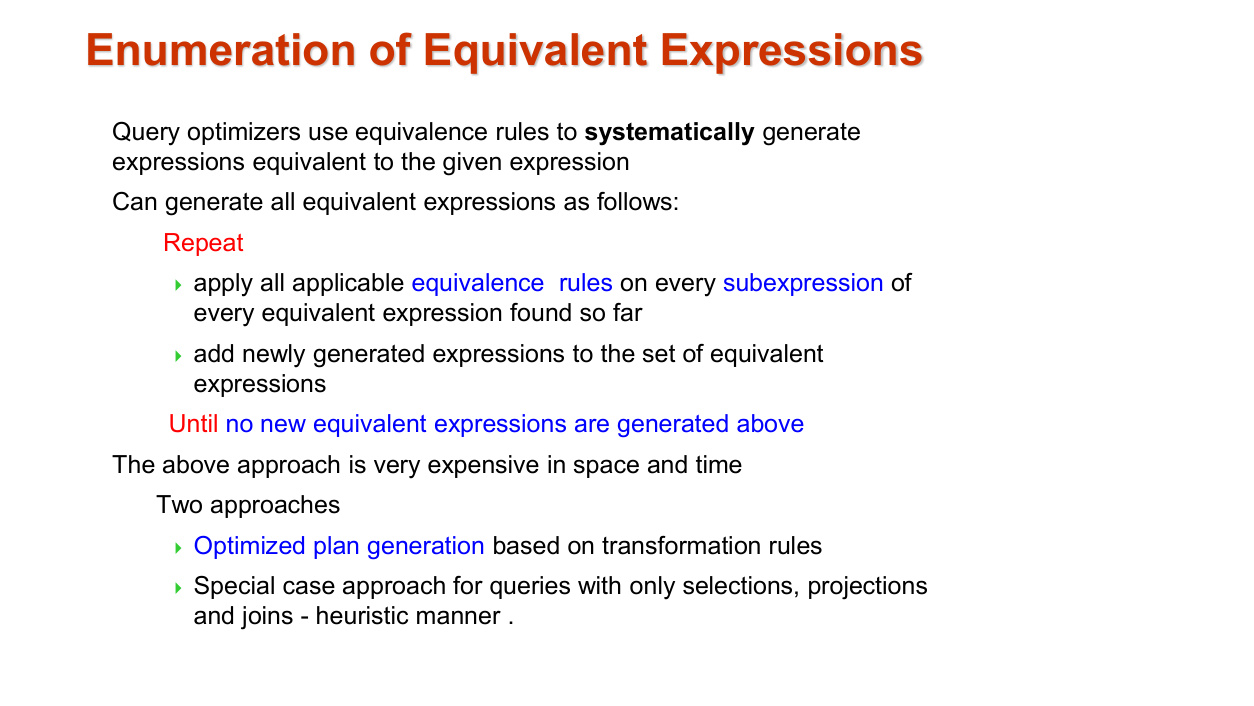 Enumeration of Equivalent Expressions
Query optimizers use equivalence rules to systematically generate
expressions equivalent to the given expression
Can generate all equivalent expressions as follows:
Repeat
apply all applicable equivalence  rules on every subexpression of
every equivalent expression found so far
add newly generated expressions to the set of equivalent
expressions
Until no new equivalent expressions are generated above
The above approach is very expensive in space and time
Two approaches
Optimized plan generation based on transformation rules
Special case approach for queries with only selections, projections
and joins - heuristic manner .